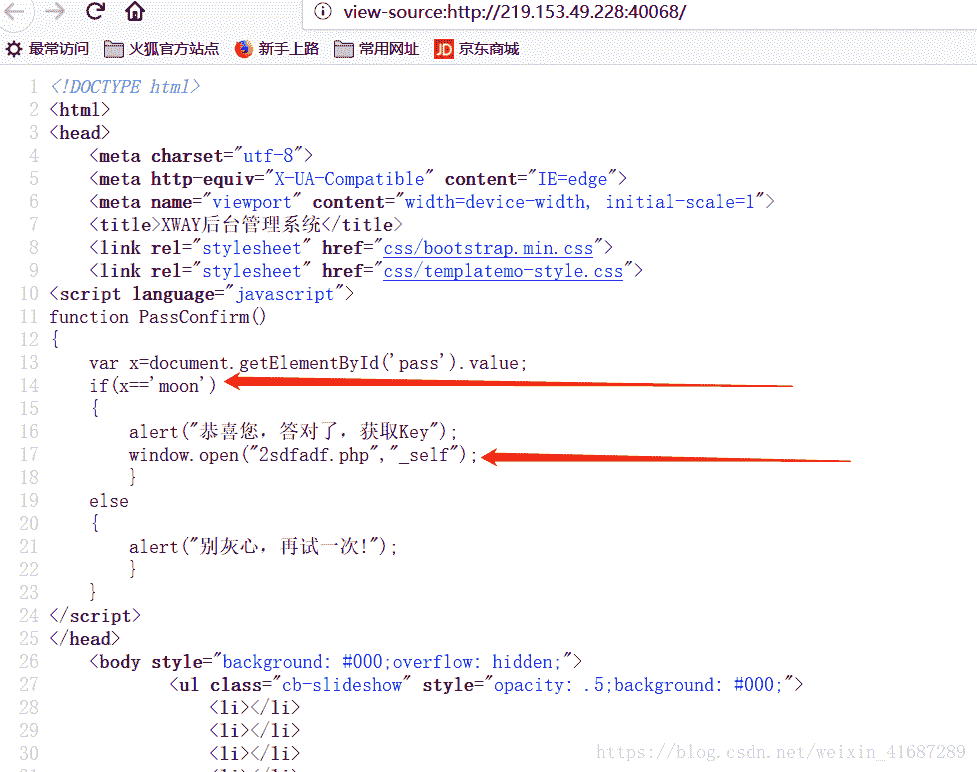 view-source:http://219.153.49.228:40068/
最常访问 火狐官方站点 新手上路 常用网址 JD 京东商城
1 <!DOCTYPE html>
2 <html>
3 <head>
4 <meta charset="utf-8">
5 <meta http-equiv="X-UA-Compatible" content="IE=edge">
6 <meta name="viewport" content="width=device-width, initial-scale=1">
7 <title>XWAY后台管理系统</title>
8 <link rel="stylesheet" href="css/bootstrap.min.css">
9 <link rel="stylesheet" href="css/templatemo-style.css">
10 <script language="javascript">
11 function PassConfirm()
12 {
13 var x=document.getElementById('pass').value;
14 if(x=='moon')
15 {
16 alert("恭喜您，答对了，获取Key");
17 window.open("2sdfadf.php","_self");
18 }
19 else
20 {
21 alert("别灰心，再试一次!");
22 }
23 }
24 </script>
25 </head>
26 <body style="background: #000;overflow: hidden;">
27 <ul class="cb-slideshow" style="opacity: .5;background: #000;">
28 <li></li>
29 <li></li>
30 <li></li>
https://blog.csdn.net/weixin_41687289